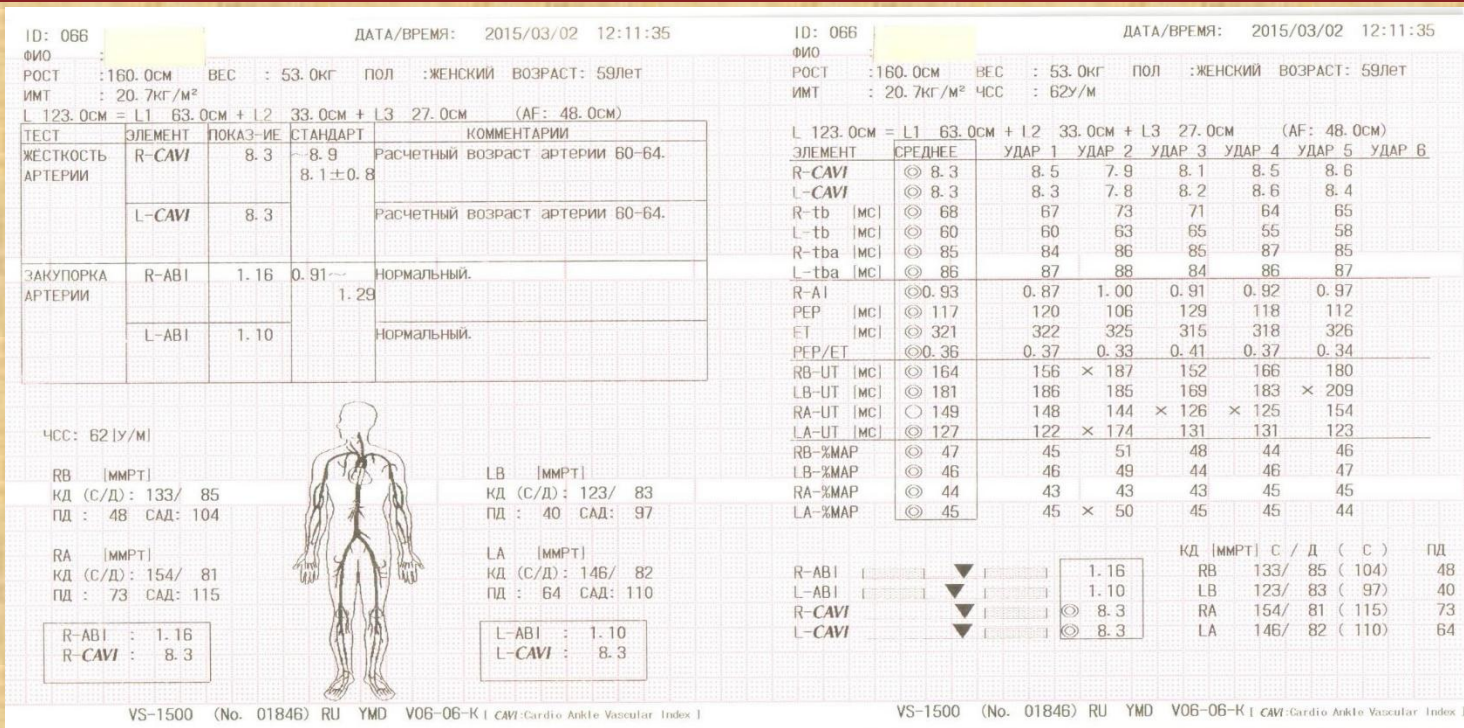 ID: 066 ДАТА/ВРЕМЯ: 2015/03/02 12:11:35
ФИО :
РОСТ :160.0СМ ВЕС : 53.0КГ ПОЛ :ЖЕНСКИЙ ВОЗРАСТ: 59Лет
ИМТ : 20.7КГ/М²
L 123.0СМ = L1 63.0СМ + L2 33.0СМ + L3 27.0СМ (AF: 48.0СМ)
ТЕСТ ЭЛЕМЕНТ ПОКАЗ-ИЕ СТАНДАРТ КОММЕНТАРИИ
ЖЁСТКОСТЬ R-CAVI 8.3 ~8.9 Расчетный возраст артерии 60-64.
АРТЕРИИ 8.1±0.8
L-CAVI 8.3 Расчетный возраст артерии 60-64.
ЗАКУПОРКА R-ABI 1.16 0.91~ Нормальный.
АРТЕРИИ 1.29
L-ABI 1.10 Нормальный.
ЧСС: 62|У/М|
RB |ММРТ|
КД (С/Д): 133/ 85
ПД : 48 САД: 104
LB |ММРТ|
КД (С/Д): 123/ 83
ПД : 40 САД: 97
RA |ММРТ|
КД (С/Д): 154/ 81
ПД : 73 САД: 115
LA |ММРТ|
КД (С/Д): 146/ 82
ПД : 64 САД: 110
R-ABI : 1.16
R-CAVI : 8.3
L-ABI : 1.10
L-CAVI : 8.3
VS-1500 (No. 01846) RU YMD V06-06-K [ CAVI:Cardio Ankle Vascular Index ]
ID: 066 ДАТА/ВРЕМЯ: 2015/03/02 12:11:35
ФИО :
РОСТ :160.0СМ ВЕС : 53.0КГ ПОЛ :ЖЕНСКИЙ ВОЗРАСТ: 59Лет
ИМТ : 20.7КГ/М² ЧСС : 62У/М
L 123.0СМ = L1 63.0СМ + L2 33.0СМ + L3 27.0СМ (AF: 48.0СМ)
ЭЛЕМЕНТ СРЕДНЕЕ УДАР 1 УДАР 2 УДАР 3 УДАР 4 УДАР 5 УДАР 6
R-CAVI ◎ 8.3 8.5 7.9 8.1 8.5 8.6
L-CAVI ◎ 8.3 8.3 7.8 8.2 8.6 8.4
R-tb |МС| ◎ 68 67 73 71 64 65
L-tb |МС| ◎ 60 60 63 65 55 58
R-tba |МС| ◎ 85 84 86 85 87 85
L-tba |МС| ◎ 86 87 88 84 86 87
R-AI ◎0.93 0.87 1.00 0.91 0.92 0.97
PEP |МС| ◎ 117 120 106 129 118 112
ET |МС| ◎ 321 322 325 315 318 326
PEP/ET ◎0.36 0.37 0.33 0.41 0.37 0.34
RB-UT |МС| ◎ 164 156 × 187 152 166 180
LB-UT |МС| ◎ 181 186 185 169 183 × 209
RA-UT |МС| ○ 149 148 144 × 126 × 125 154
LA-UT |МС| ◎ 127 122 × 174 131 131 123
RB-%MAP ◎ 47 45 51 48 44 46
LB-%MAP ◎ 46 46 49 44 46 47
RA-%MAP ◎ 44 43 43 43 45 45
LA-%MAP ◎ 45 45 × 50 45 45 44
КД |ММРТ| С / Д ( С ) ПД
R-ABI 1.16 RB 133/ 85 ( 104) 48
L-ABI 1.10 LB 123/ 83 ( 97) 40
R-CAVI ◎ 8.3 RA 154/ 81 ( 115) 73
L-CAVI ◎ 8.3 LA 146/ 82 ( 110) 64
VS-1500 (No. 01846) RU YMD V06-06-K [ CAVI:Cardio Ankle Vascular Index ]